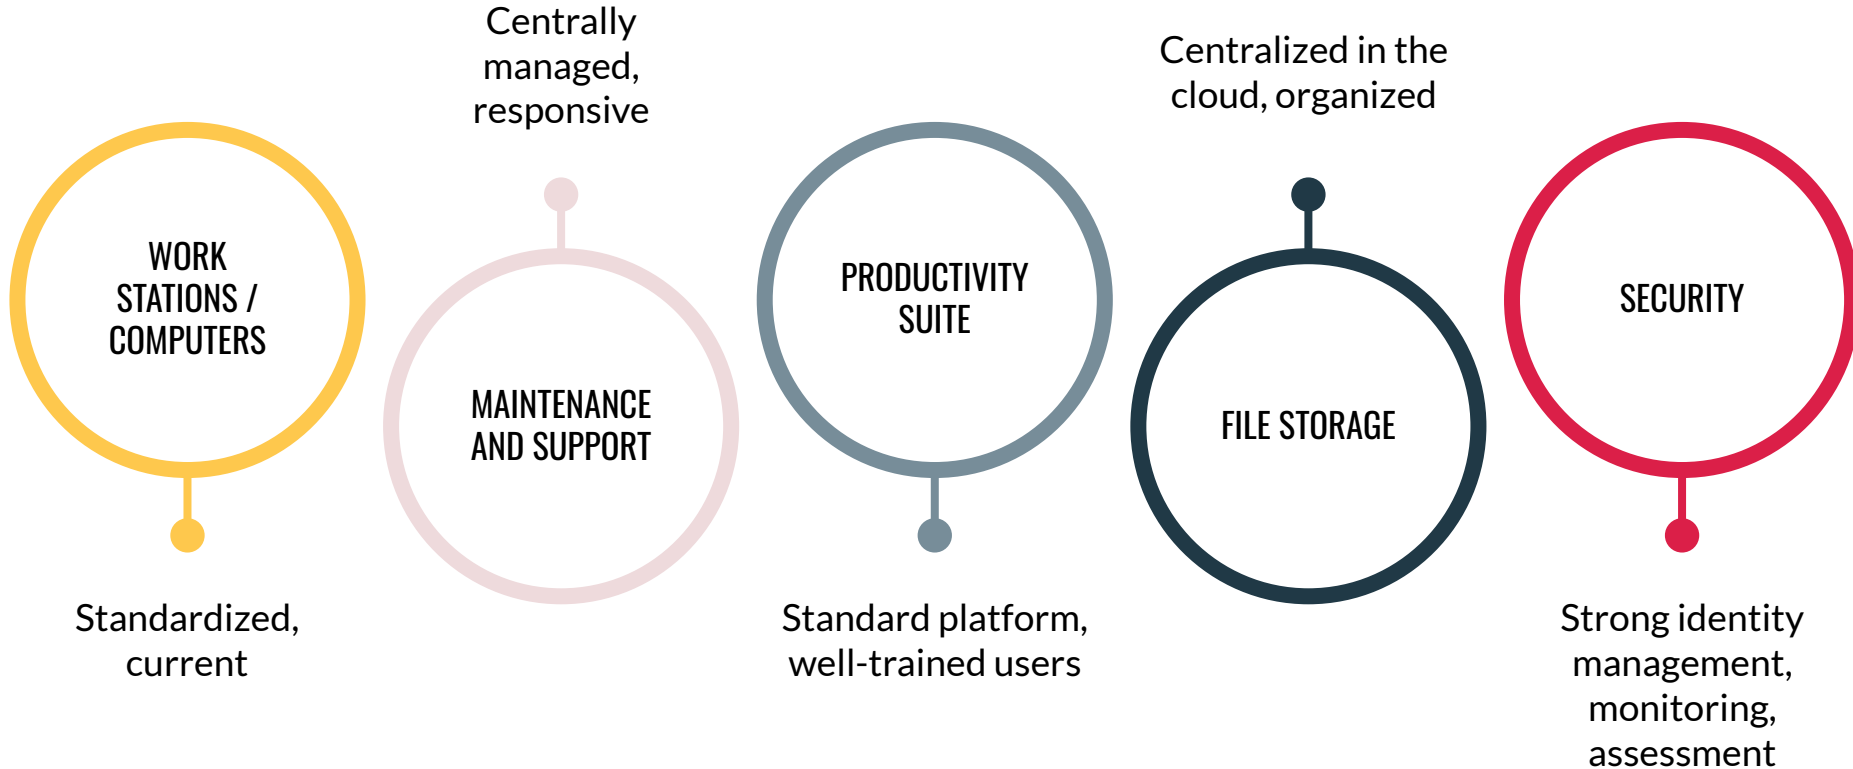 Centrally
managed,
responsive
Centralized in the
cloud, organized
WORK
STATIONS /
COMPUTERS
MAINTENANCE
AND SUPPORT
PRODUCTIVITY
SUITE
FILE STORAGE
SECURITY
Standardized,
current
Standard platform,
well-trained users
Strong identity
management,
monitoring,
assessment